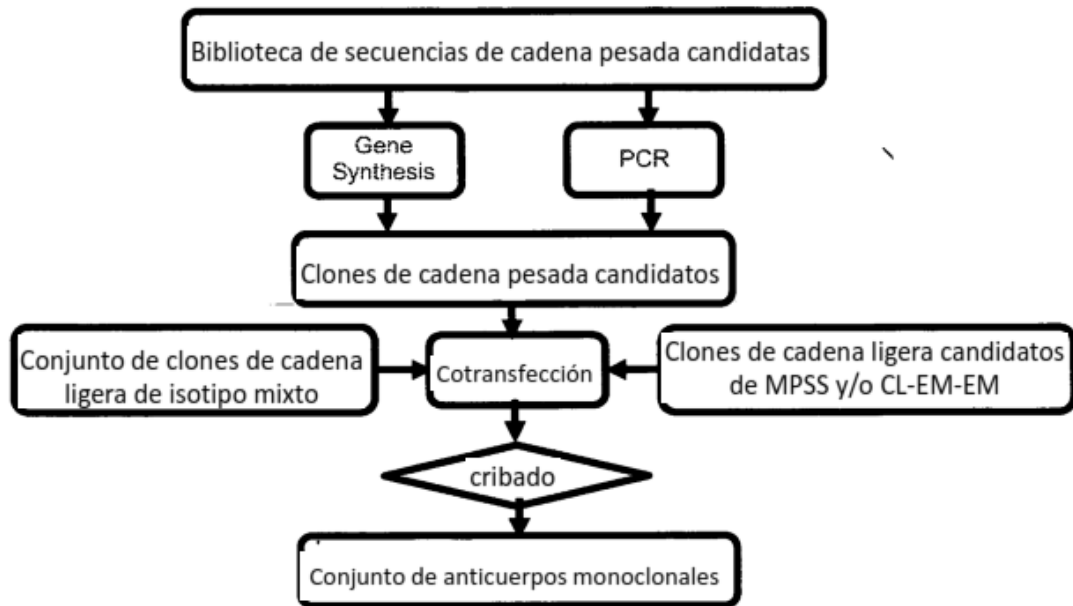 Biblioteca de secuencias de cadena pesada candidatas
Gene
Synthesis
PCR
Clones de cadena pesada candidatos
Conjunto de clones de cadena
ligera de isotipo mixto
Cotransfección
Clones de cadena ligera candidatos
de MPSS y/o CL-EM-EM
cribado
Conjunto de anticuerpos monoclonales